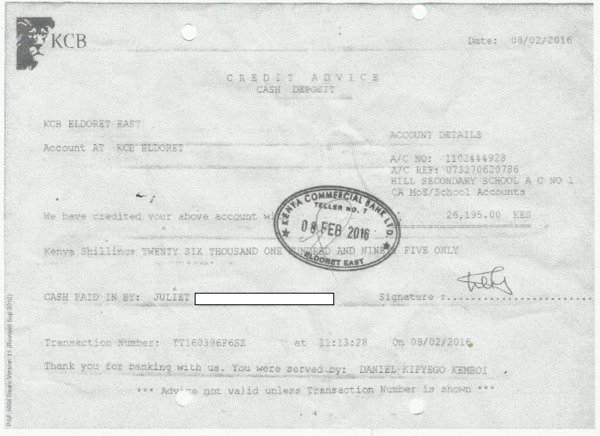 KCB
Date: 08/02/2016
CREDIT ADVICE
CASH DEPOSIT
KCB ELDORET EAST
ACCOUNT DETAILS
Account AT KCB ELDORET
A/C NO: 1102444928
A/C REF: 073270620786
HILL SECONDARY SCHOOL A C NO 1
CA MoE/School Accounts
We have credited your above account
26,195.00 KES
KENYA COMMERCIAL BANK LTD.
TELLER NO. 7
08 FEB 2016
ELDORET EAST
Kenya Shillings TWENTY SIX THOUSAND ONE HUNDRED AND NINETY FIVE ONLY
CASH PAID IN BY: JULIET
Signature :
Transaction Number: TT160396P6SZ at 11:13:28 On 08/02/2016
Thank you for banking with us. You were served by: DANIEL KIPYEGO KEMBOI
*** Advice not valid unless Transaction Number is shown ***